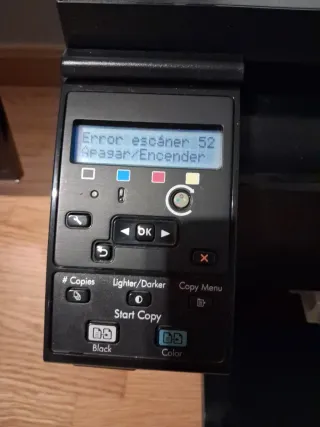 Error escáner 52
Apagar/Encender
OK
# Copies
Lighter/Darker
Copy Menu
Start Copy
Black
Color